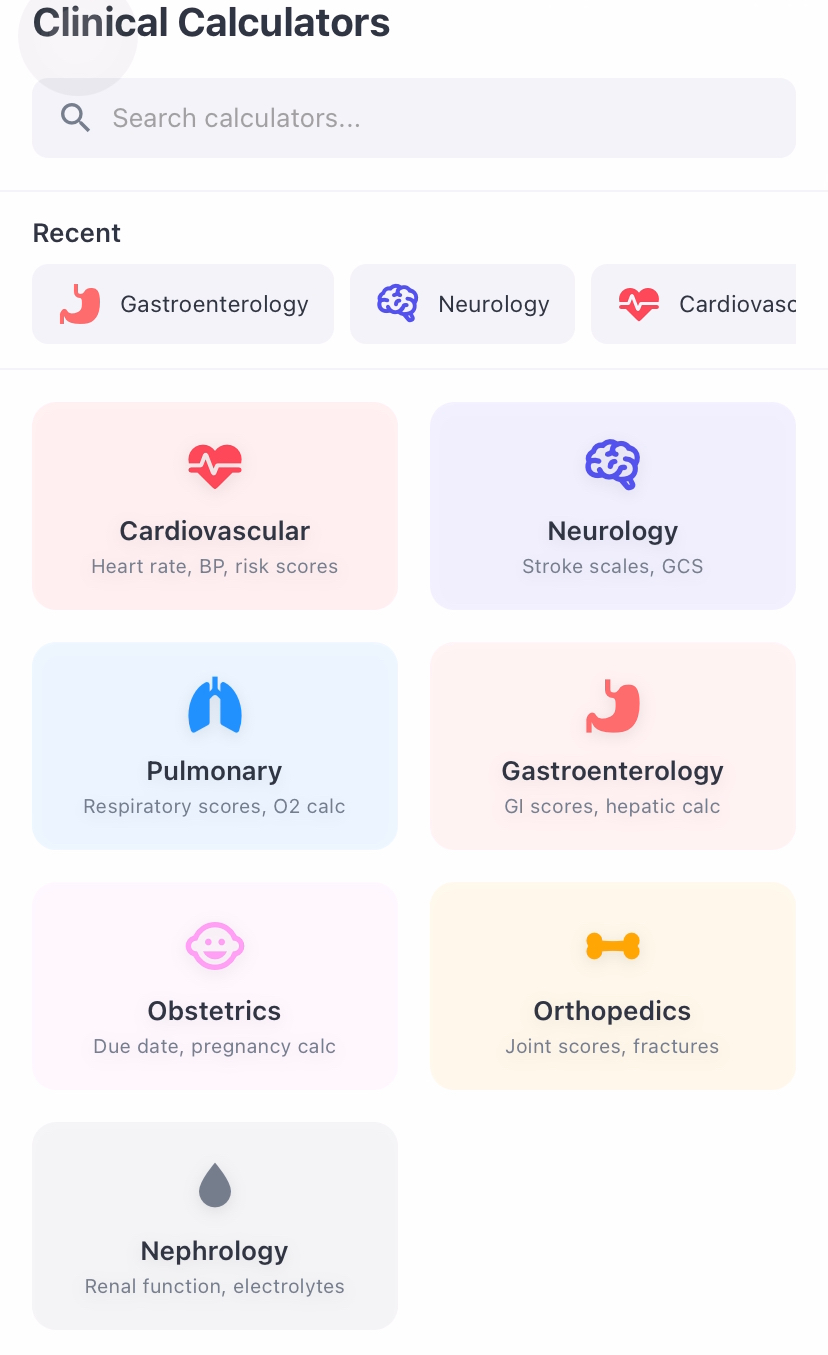 Clinical Calculators
Search calculators...
Recent
Gastroenterology
Neurology
Cardiovasc
Cardiovascular
Heart rate, BP, risk scores
Neurology
Stroke scales, GCS
Pulmonary
Respiratory scores, O2 calc
Gastroenterology
GI scores, hepatic calc
Obstetrics
Due date, pregnancy calc
Orthopedics
Joint scores, fractures
Nephrology
Renal function, electrolytes